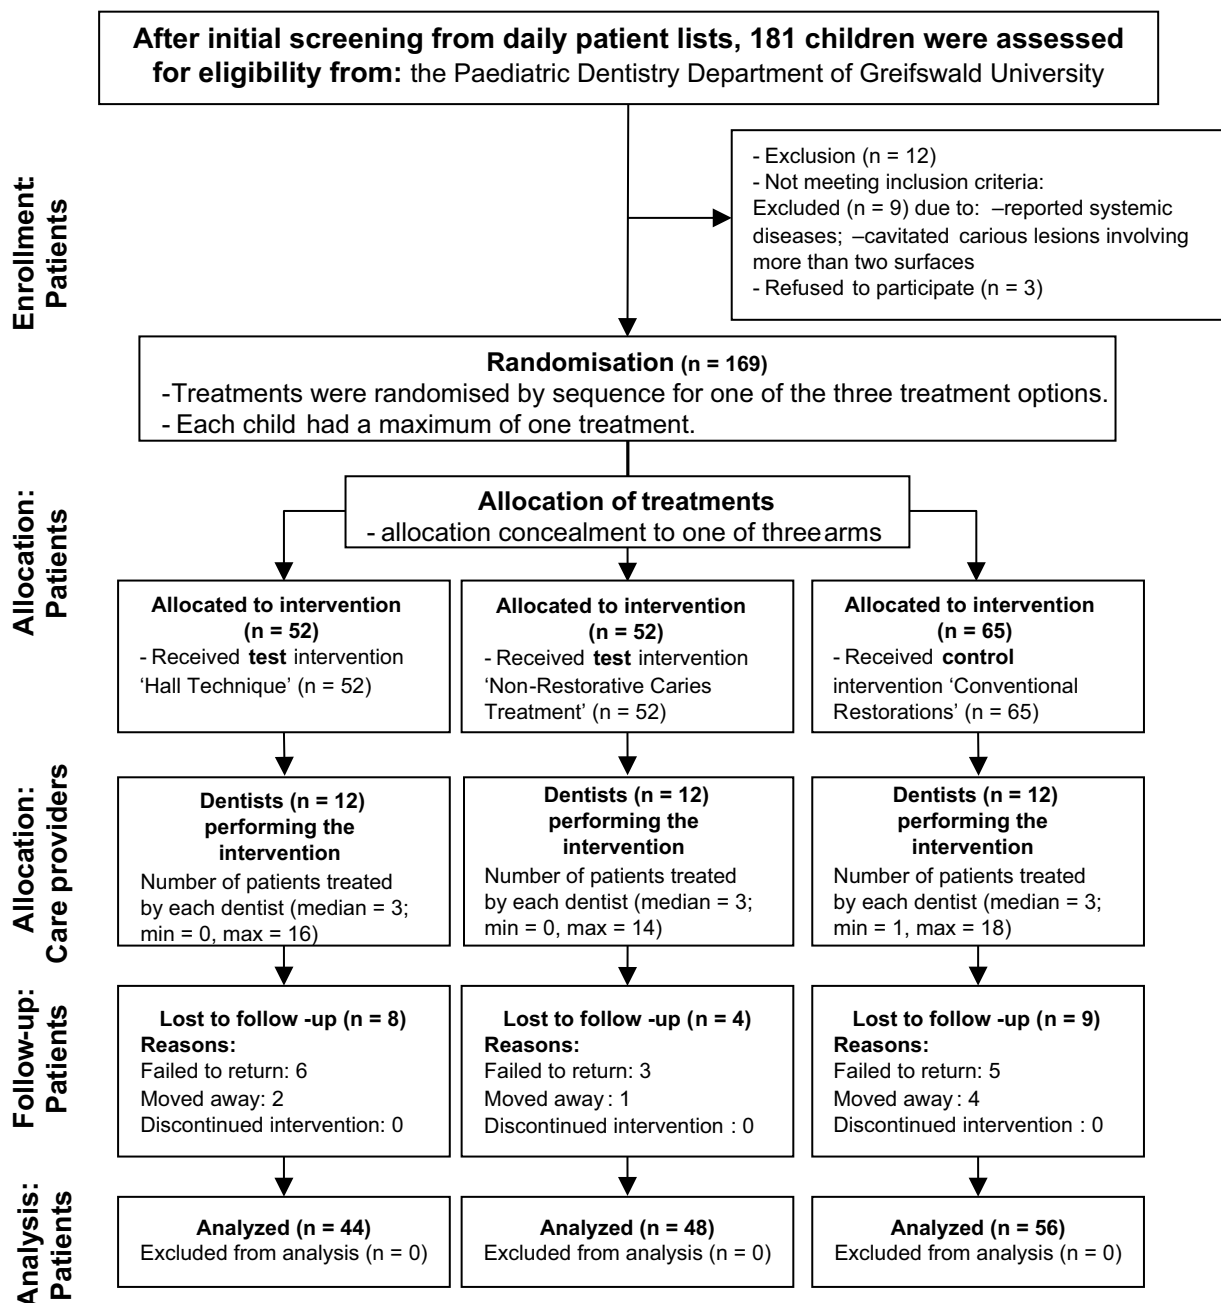 After initial screening from daily patient lists, 181 children were assessed
for eligibility from: the Paediatric Dentistry Department of Greifswald University
Enrollment:
Patients
- Exclusion (n = 12)
- Not meeting inclusion criteria:
Excluded (n = 9) due to: –reported systemic
diseases; –cavitated carious lesions involving
more than two surfaces
- Refused to participate (n = 3)
Randomisation (n = 169)
-Treatments were randomised by sequence for one of the three treatment options.
- Each child had a maximum of one treatment.
Allocation:
Patients
Allocation of treatments
- allocation concealment to one of three arms
Allocated to intervention
(n = 52)
- Received test intervention
‘Hall Technique’ (n = 52)
Allocated to intervention
(n = 52)
- Received test intervention
‘Non-Restorative Caries
Treatment’ (n = 52)
Allocated to intervention
(n = 65)
- Received control
intervention ‘Conventional
Restorations’ (n = 65)
Allocation:
Care providers
Dentists (n = 12)
performing the
intervention
Number of patients treated
by each dentist (median = 3;
min = 0, max = 16)
Dentists (n = 12)
performing the
intervention
Number of patients treated
by each dentist (median = 3;
min = 0, max = 14)
Dentists (n = 12)
performing the
intervention
Number of patients treated
by each dentist (median = 3;
min = 1, max = 18)
Follow-up:
Patients
Lost to follow -up (n = 8)
Reasons:
Failed to return: 6
Moved away: 2
Discontinued intervention: 0
Lost to follow -up (n = 4)
Reasons:
Failed to return: 3
Moved away : 1
Discontinued intervention : 0
Lost to follow -up (n = 9)
Reasons:
Failed to return: 5
Moved away : 4
Discontinued intervention : 0
Analysis:
Patients
Analyzed (n = 44)
Excluded from analysis (n = 0)
Analyzed (n = 48)
Excluded from analysis (n = 0)
Analyzed (n = 56)
Excluded from analysis (n = 0)